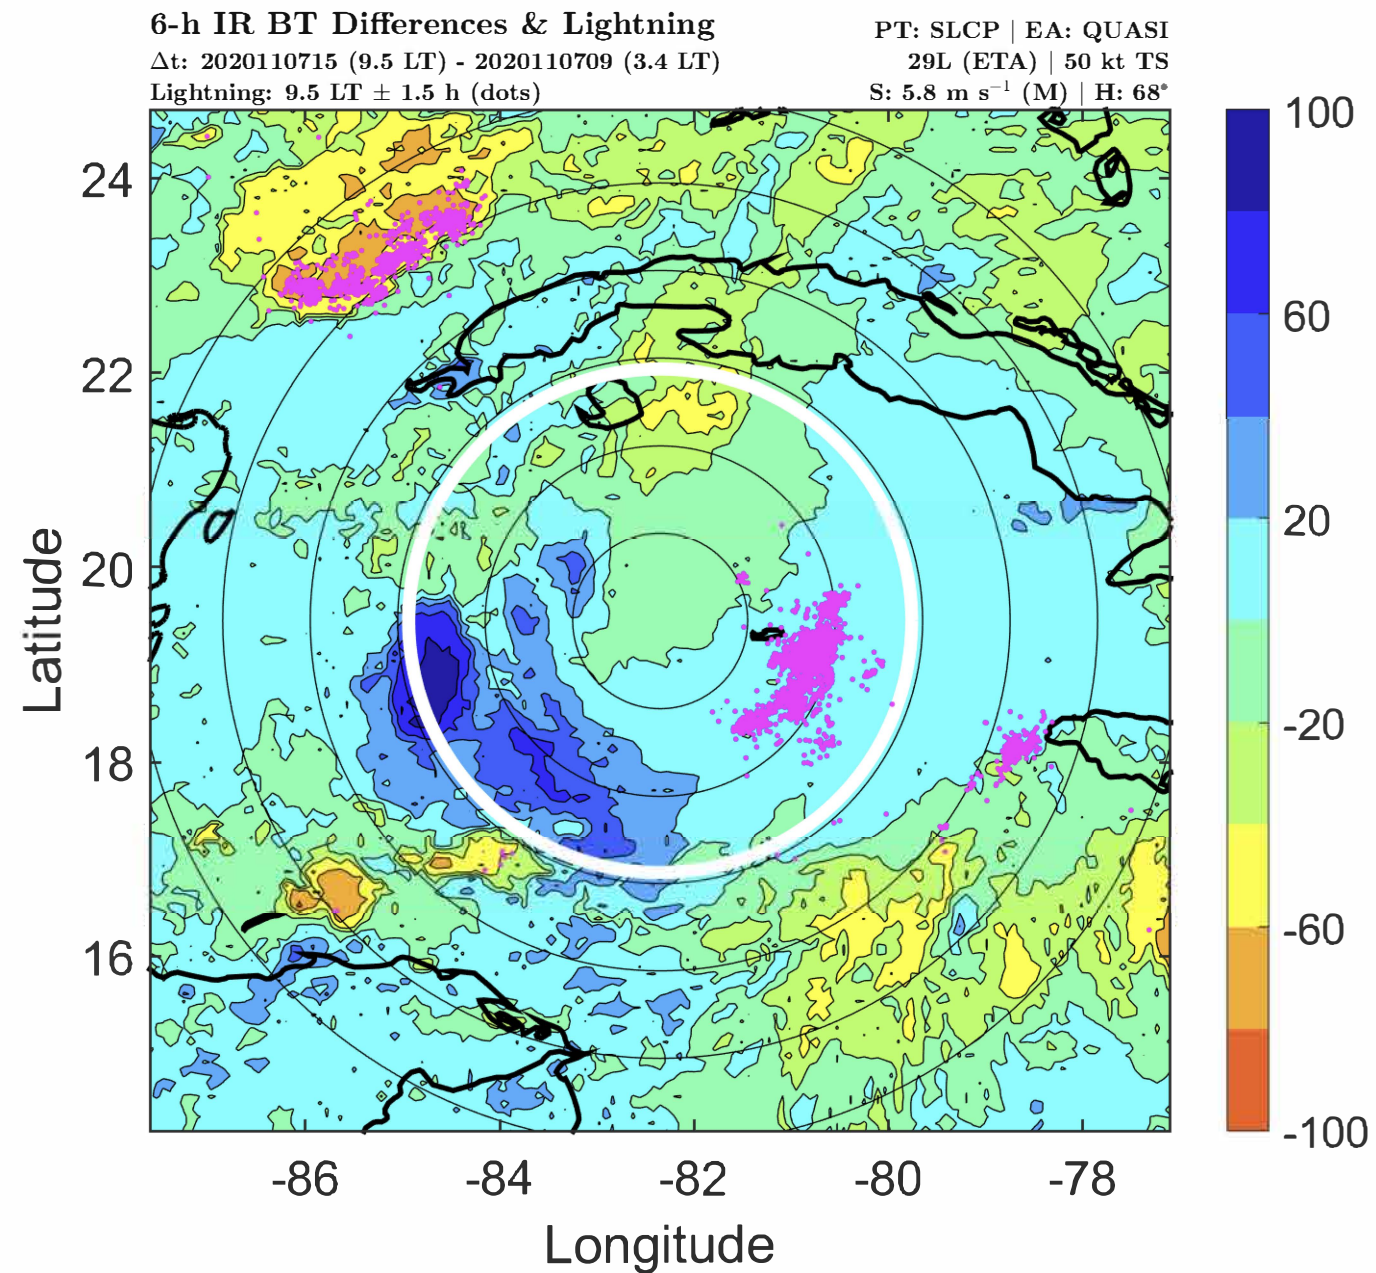 6-h IR BT Differences & Lightning
PT: SLCP | EA: QUASI
Δt: 2020110715 (9.5 LT) - 2020110709 (3.4 LT)
29L (ETA) | 50 kt TS
Lightning: 9.5 LT ± 1.5 h (dots)
S: 5.8 m s⁻¹ (M) | H: 68°
100
60
20
-20
-60
-100
24
22
20
18
16
Latitude
-86
-84
-82
-80
-78
Longitude